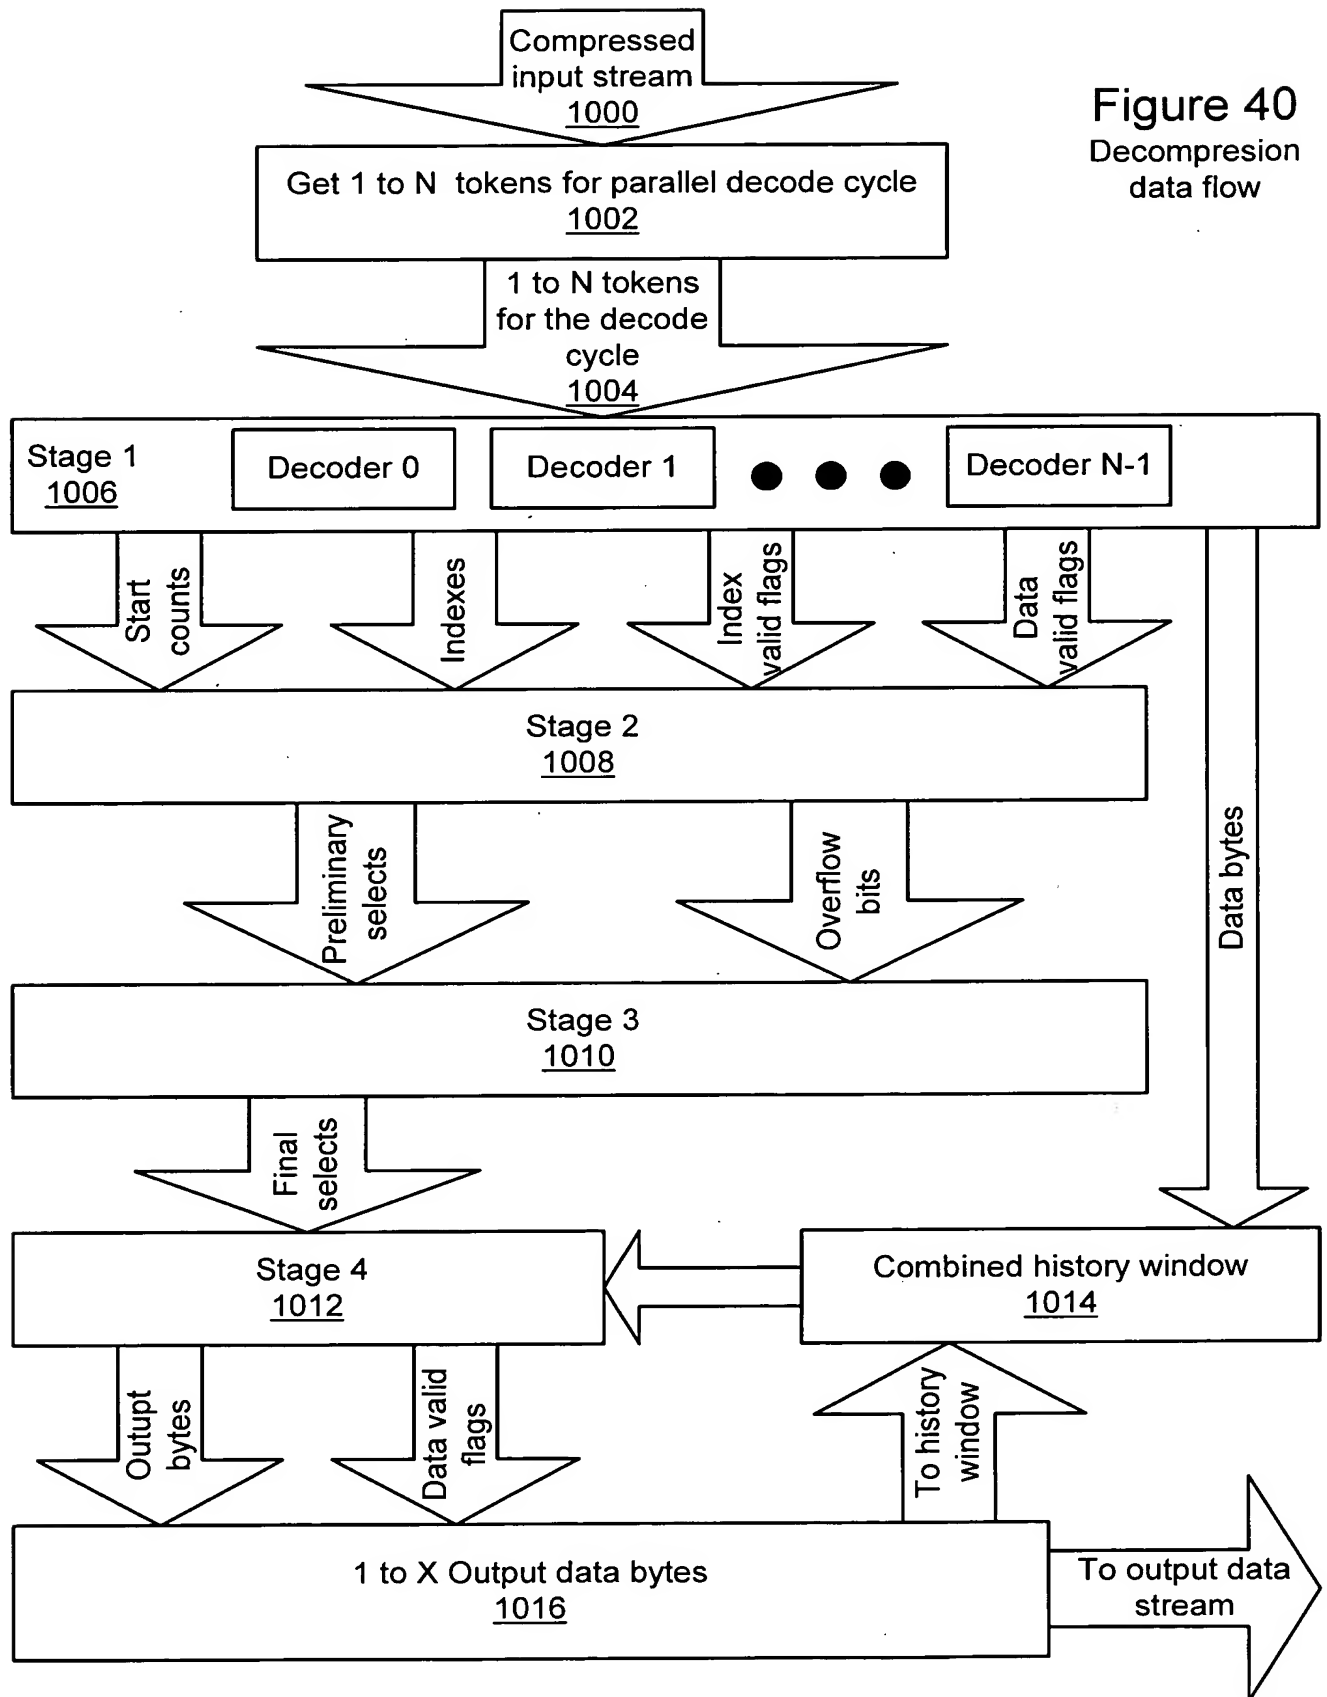 Compressed
input stream
1000
Figure 40
Decompresion
data flow
Get 1 to N tokens for parallel decode cycle
1002
1 to N tokens
for the decode
cycle
1004
Stage 1
1006
Decoder 0
Decoder 1
Decoder N-1
Start
counts
Indexes
Index
valid flags
Data
valid flags
Data bytes
Stage 2
1008
Preliminary
selects
Overflow
bits
Stage 3
1010
Final
selects
Stage 4
1012
Combined history window
1014
Outupt
bytes
Data valid
flags
To history
window
1 to X Output data bytes
1016
To output data
stream